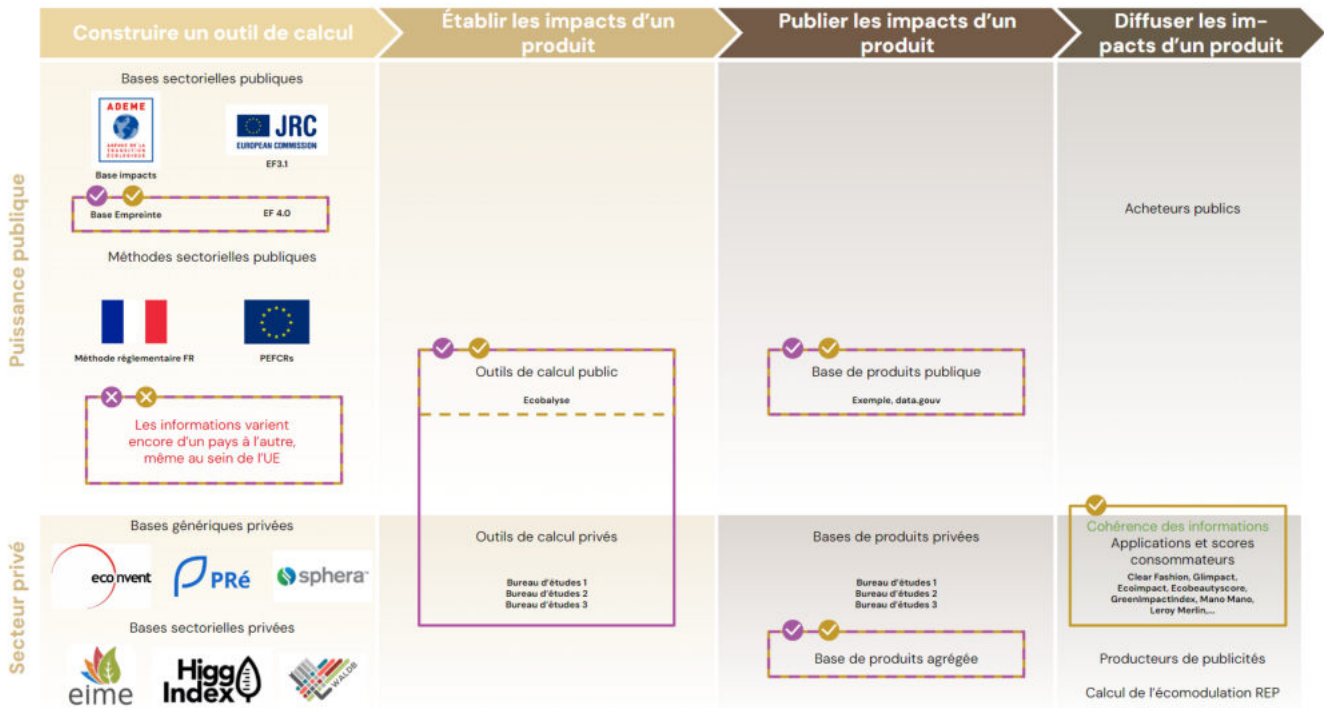 Construire un outil de calcul
Établir les impacts d'un
produit
Publier les impacts d'un
produit
Diffuser les im-
pacts d'un produit
Puissance publique
Bases sectorielles publiques
ADEME
AGENCE DE LA
TRANSITION
ÉCOLOGIQUE
Base impacts
JRC
EUROPEAN COMMISSION
EF3.1
Base Empreinte
EF 4.0
Méthodes sectorielles publiques
Méthode réglementaire FR
PEFCRs
Les informations varient
encore d'un pays à l'autre,
même au sein de l'UE
Outils de calcul public
Ecobalyse
Base de produits publique
Exemple, data.gouv
Acheteurs publics
Secteur privé
Bases génériques privées
ecoinvent
PRé
sphera™
Bases sectorielles privées
eime
Higg
Index
WALDB
Outils de calcul privés
Bureau d'études 1
Bureau d'études 2
Bureau d'études 3
Bases de produits privées
Bureau d'études 1
Bureau d'études 2
Bureau d'études 3
Base de produits agrégée
Cohérence des informations
Applications et scores
consommateurs
Clear Fashion, Glimpact,
Ecoimpact, Ecobeautyscore,
GreenImpactIndex, Mano Mano,
Leroy Merlin,...
Producteurs de publicités
Calcul de l'écomodulation REP